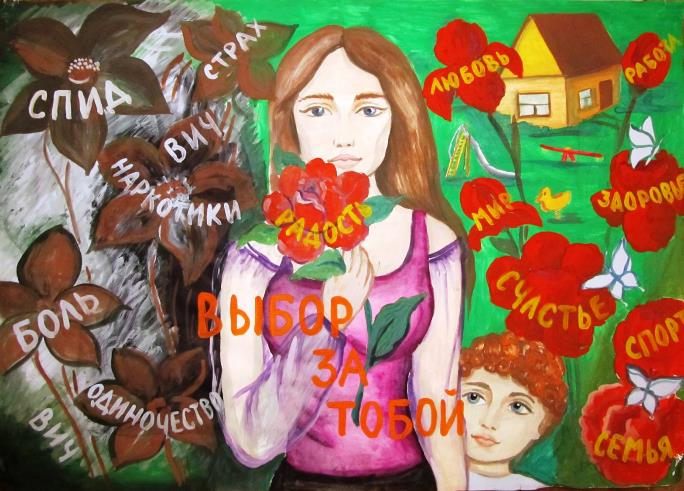 СПИД
СТРАХ
ВИЧ
НАРКОТИКИ
БОЛЬ
ОДИНОЧЕСТВО
ВИЧ
РАДОСТЬ
ВЫБОР
ЗА
ТОБОЙ
ЛЮБОВЬ
РАБОТА
МИР
ЗДОРОВЬЕ
СЧАСТЬЕ
СПОРТ
СЕМЬЯ